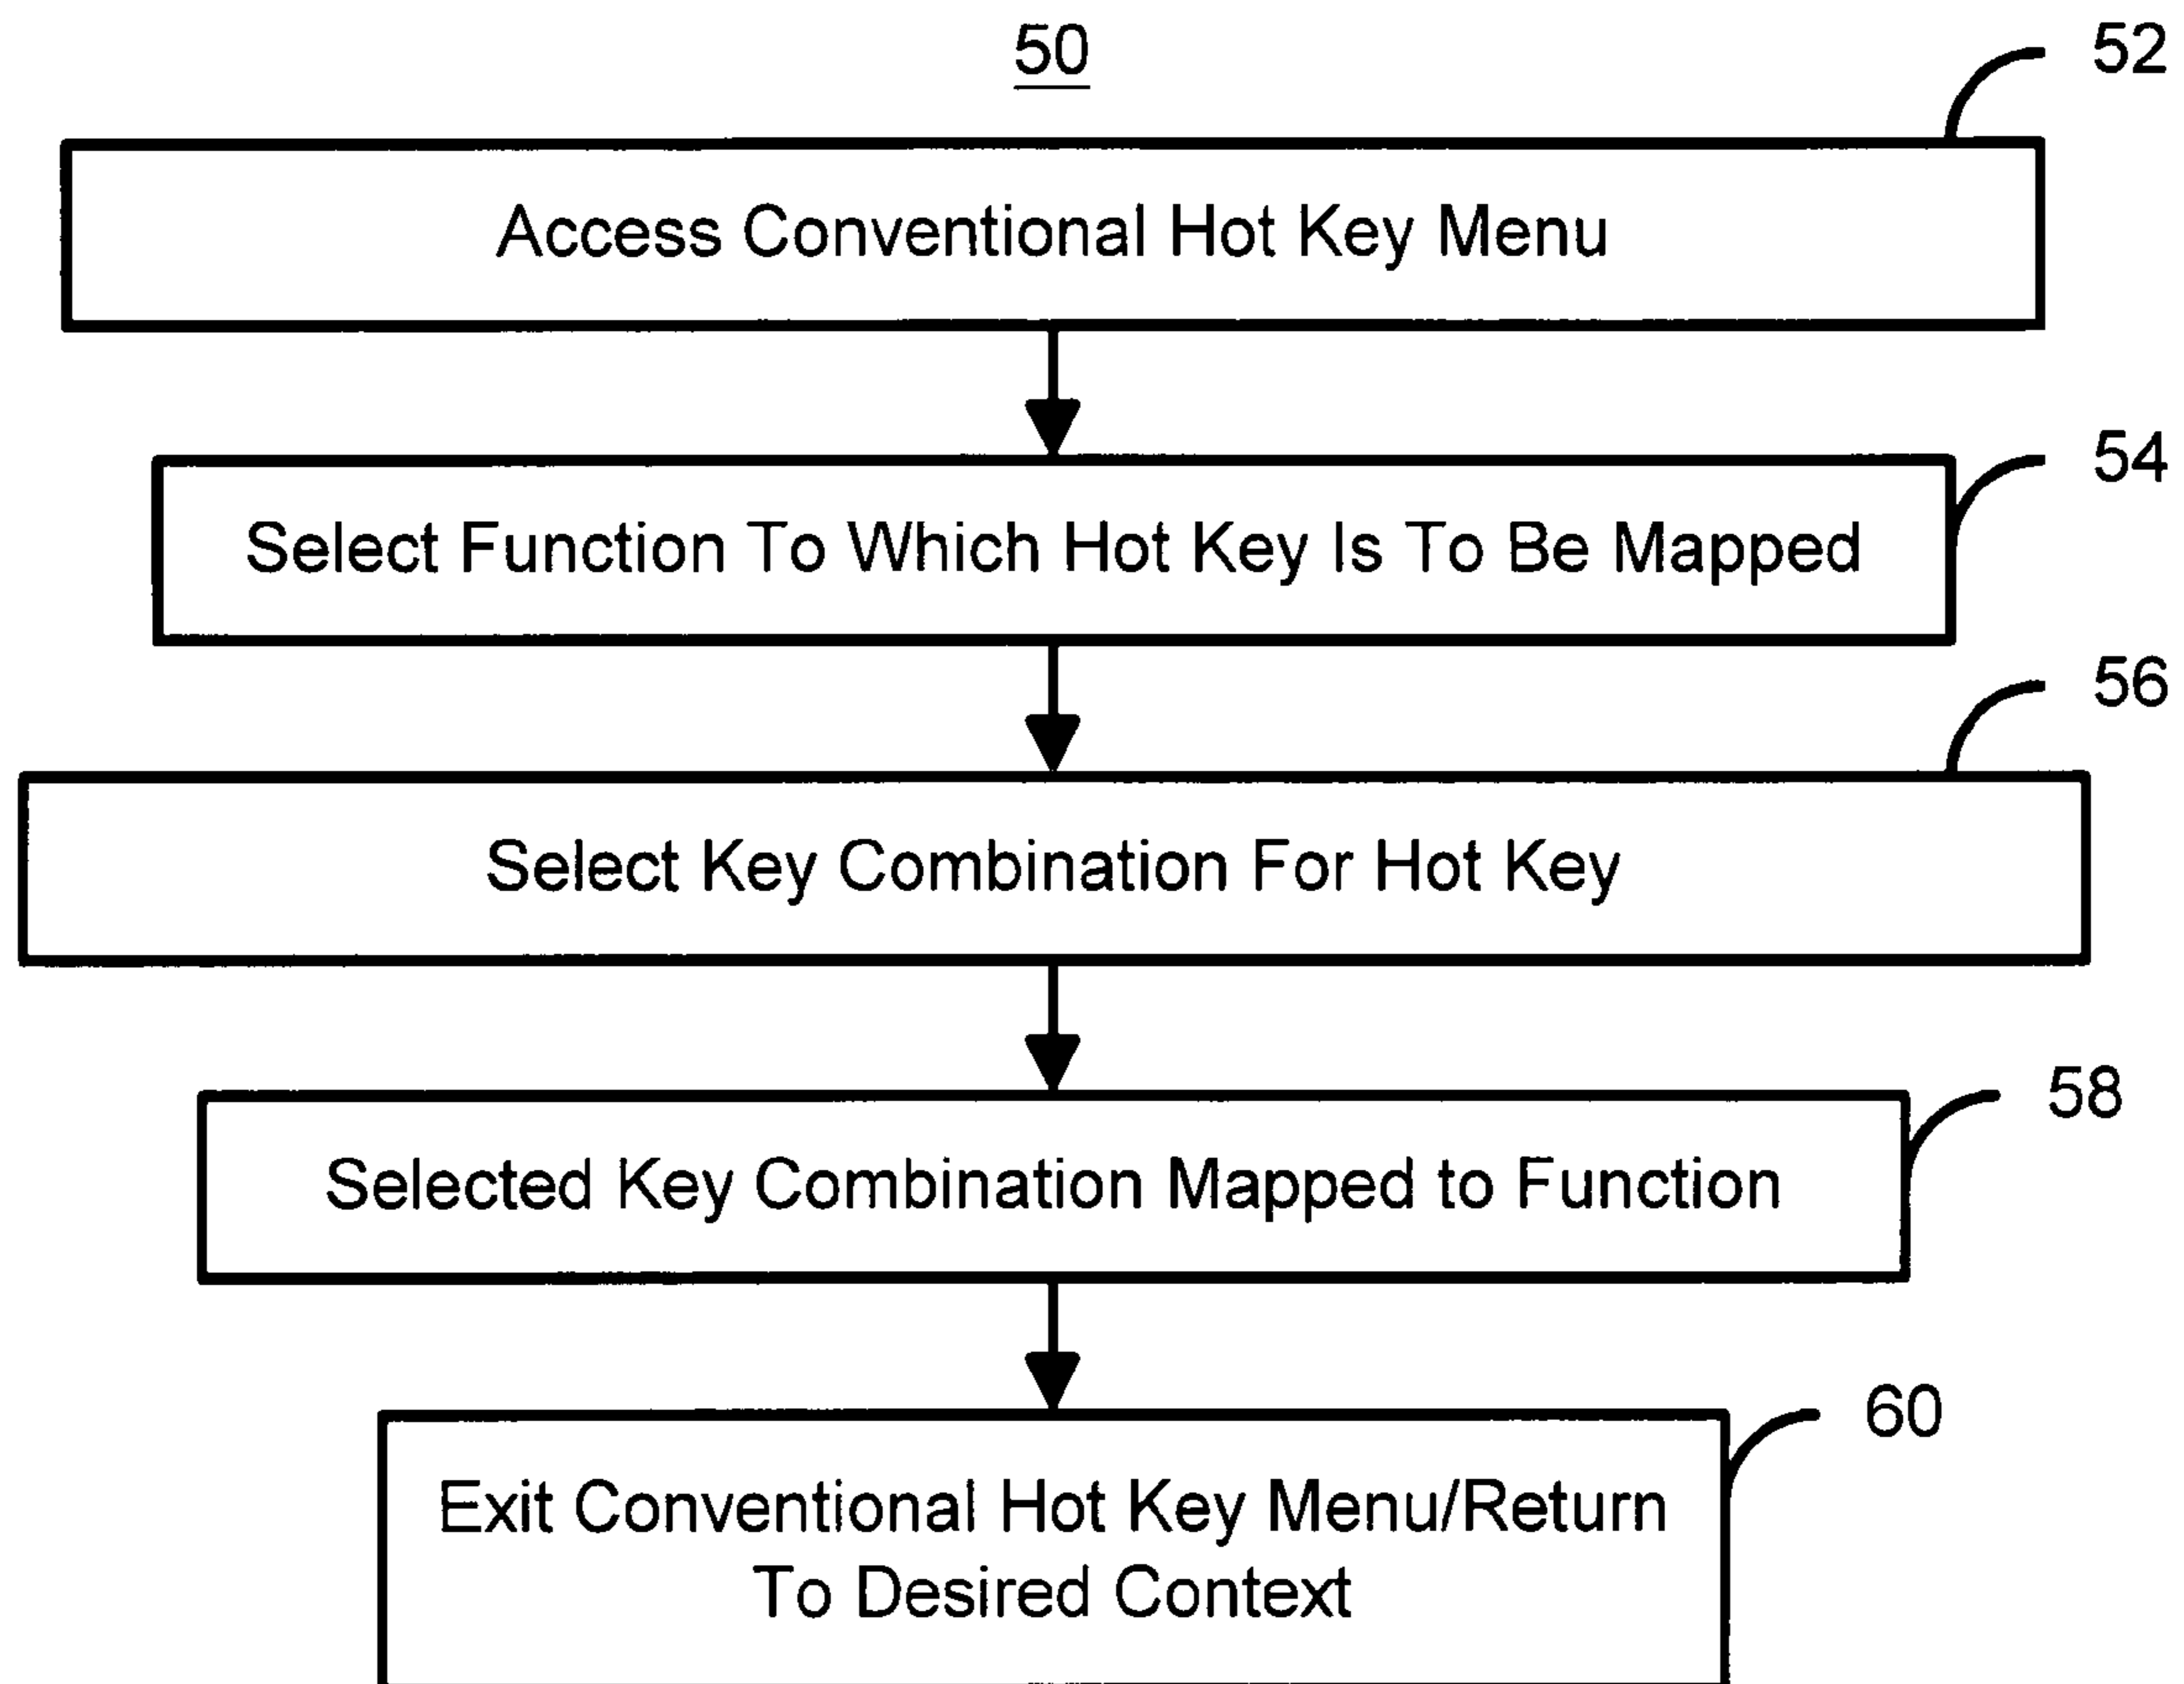 50
52
Access Conventional Hot Key Menu
54
Select Function To Which Hot Key Is To Be Mapped
56
Select Key Combination For Hot Key
58
Selected Key Combination Mapped to Function
60
Exit Conventional Hot Key Menu/Return
To Desired Context